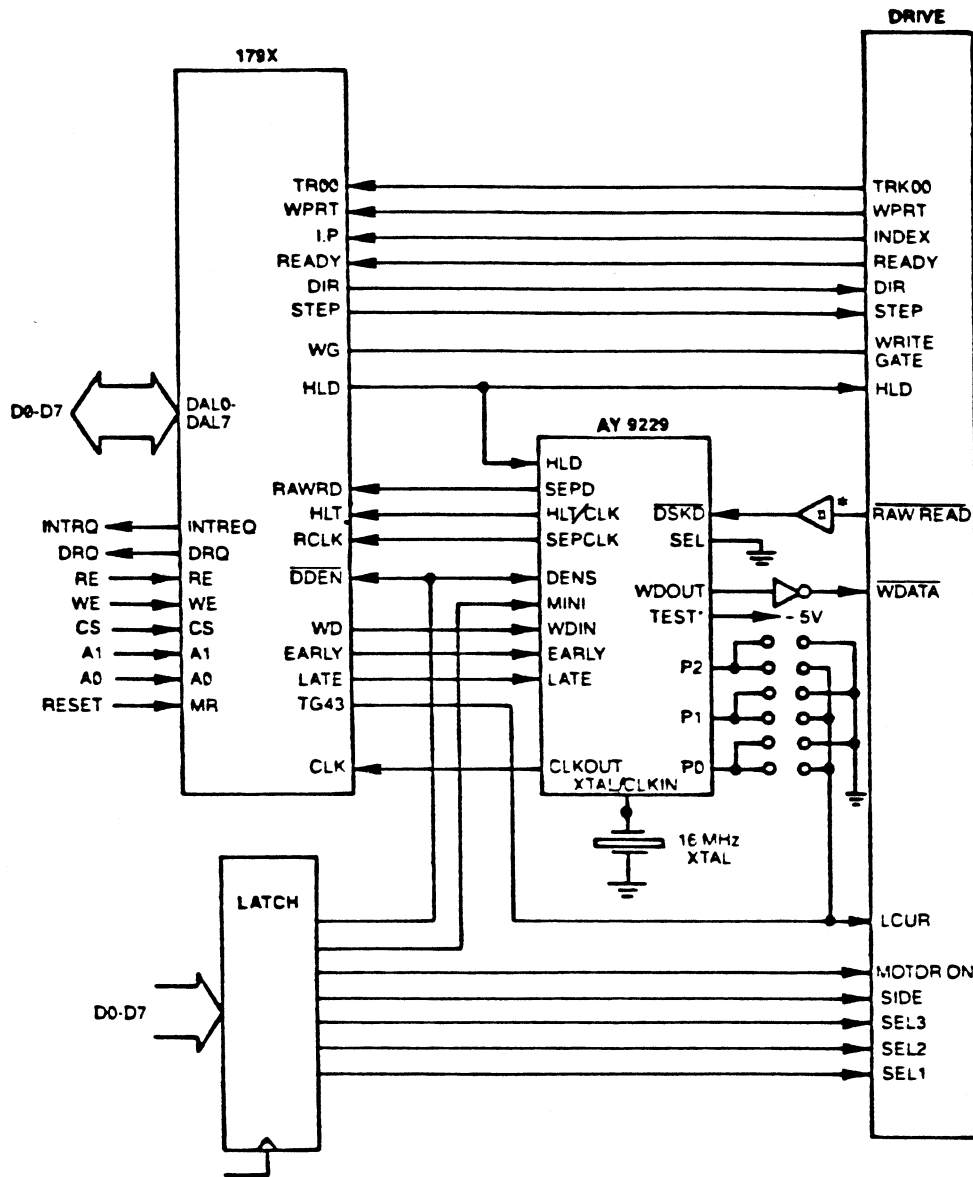 DRIVE
179X
TR00
WPRT
I.P
READY
DIR
STEP
WG
HLD
TRK00
WPRT
INDEX
READY
DIR
STEP
WRITE
GATE
HLD
D0-D7
DAL0-
DAL7
AY 9229
HLD
SEPD
HLT/CLK
SEPCLK
DENS
MINI
WDIN
EARLY
LATE
CLKOUT
XTAL/CLKIN
DSKD
SEL
WDOUT
TEST*
P2
P1
P0
RAWRD
HLT
RCLK
DDEN
WD
EARLY
LATE
TG43
CLK
INTRQ
DRQ
RE
WE
CS
A1
A0
RESET
INTREQ
DRQ
RE
WE
CS
A1
A0
MR
*
RAW READ
WDATA
-5V
16 MHz
XTAL
LATCH
D0-D7
LCUR
MOTOR ON
SIDE
SEL3
SEL2
SEL1